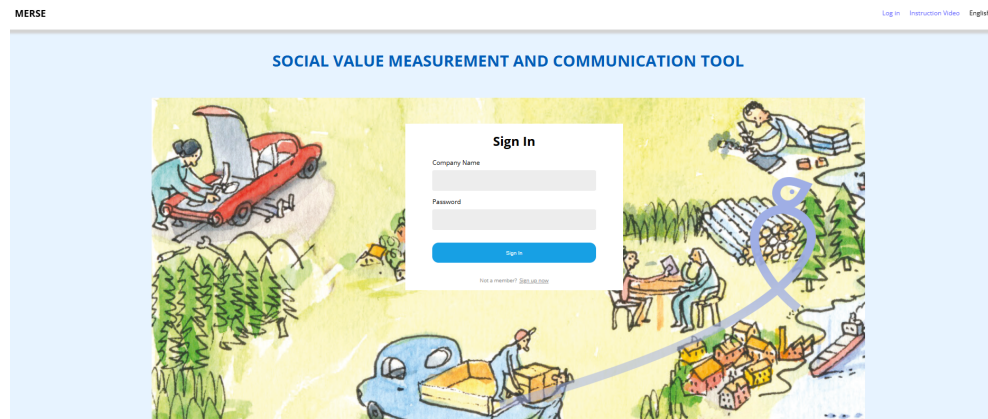 MERSE
Log in Instruction Video English
SOCIAL VALUE MEASUREMENT AND COMMUNICATION TOOL
Sign In
Company Name
Password
Sign in
Not a member? Sign up now